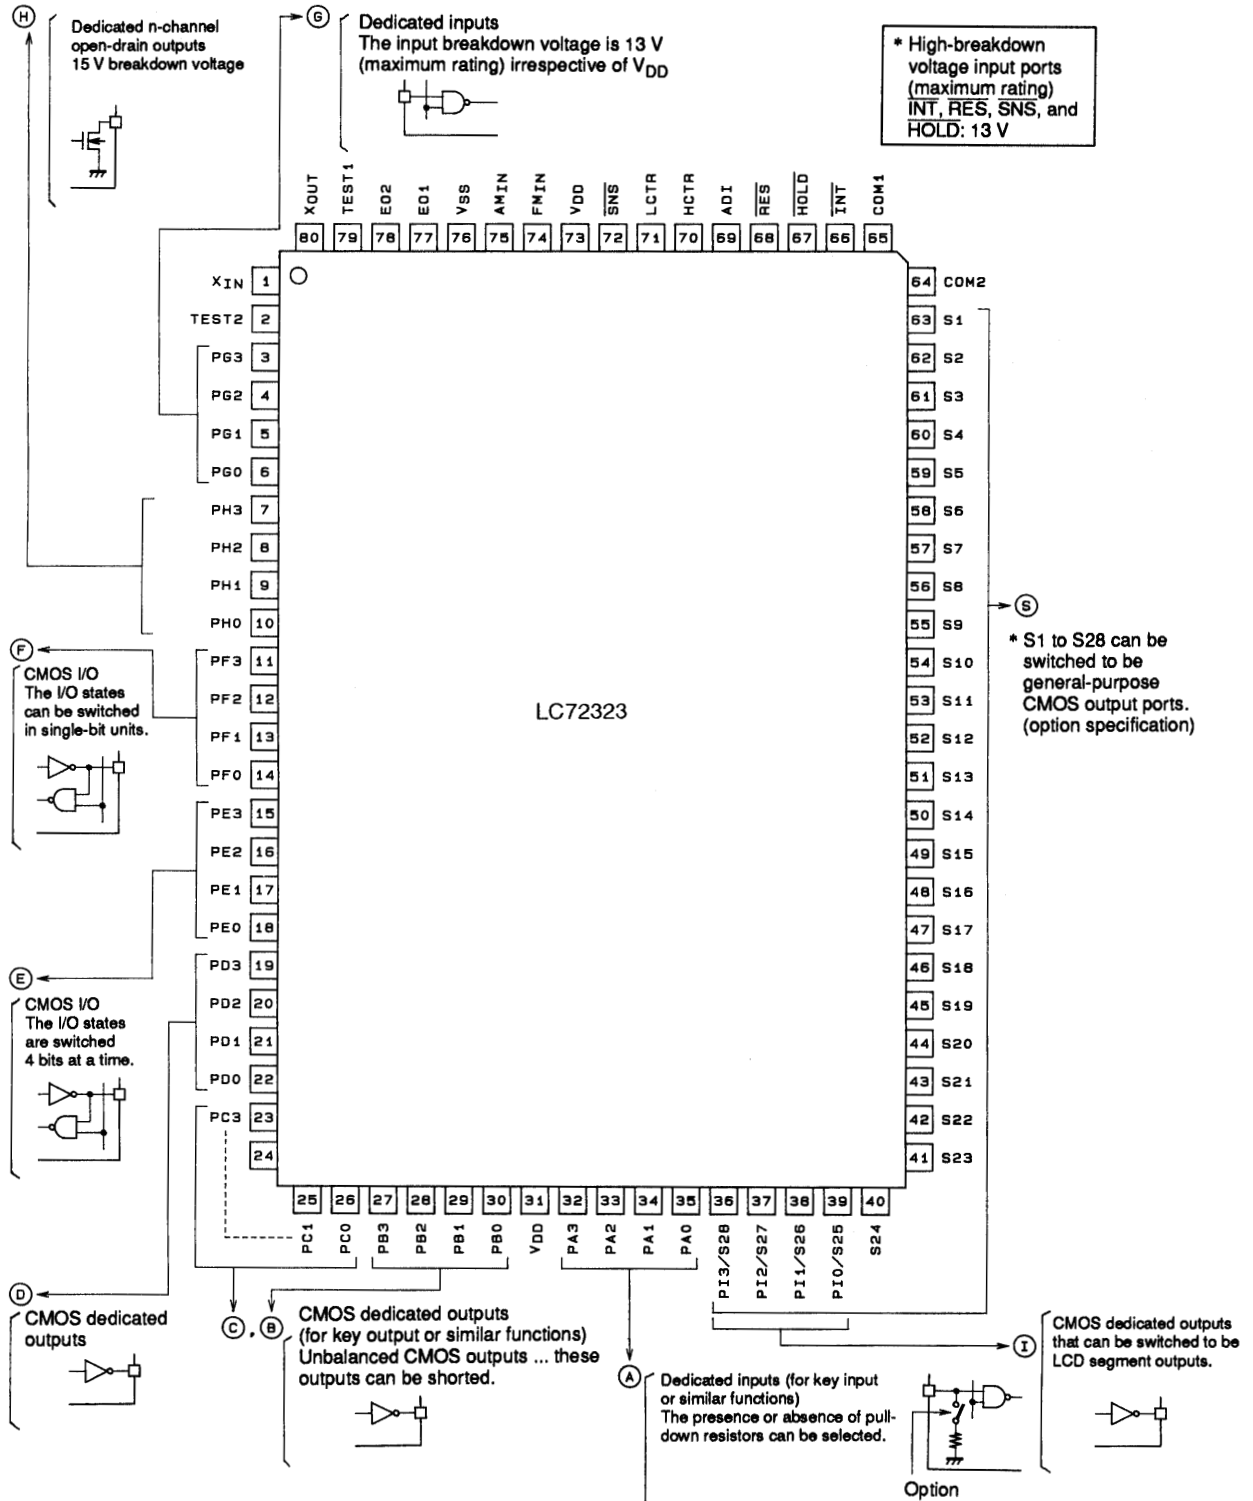 H
Dedicated n-channel
open-drain outputs
15 V breakdown voltage
G
Dedicated inputs
The input breakdown voltage is 13 V
(maximum rating) irrespective of VDD
* High-breakdown
voltage input ports
(maximum rating)
INT, RES, SNS, and
HOLD: 13 V
XOUT TEST1 EO2 EO1 VSS AMIN FMIN VDD SNS LCTR HCTR ADI RES HOLD INT COM1
80 79 78 77 76 75 74 73 72 71 70 69 68 67 66 65
XIN 1
TEST2 2
PG3 3
PG2 4
PG1 5
PG0 6
PH3 7
PH2 8
PH1 9
PH0 10
PF3 11
PF2 12
PF1 13
PF0 14
PE3 15
PE2 16
PE1 17
PE0 18
PD3 19
PD2 20
PD1 21
PD0 22
PC3 23
24
LC72323
64 COM2
63 S1
62 S2
61 S3
60 S4
59 S5
58 S6
57 S7
56 S8
55 S9
54 S10
53 S11
52 S12
51 S13
50 S14
49 S15
48 S16
47 S17
46 S18
45 S19
44 S20
43 S21
42 S22
41 S23
25 26 27 28 29 30 31 32 33 34 35 36 37 38 39 40
PC1 PC0 PB3 PB2 PB1 PB0 VDD PA3 PA2 PA1 PA0 PI3/S28 PI2/S27 PI1/S26 PI0/S25 S24
S
* S1 to S28 can be
switched to be
general-purpose
CMOS output ports.
(option specification)
F
CMOS I/O
The I/O states
can be switched
in single-bit units.
E
CMOS I/O
The I/O states
are switched
4 bits at a time.
D
CMOS dedicated
outputs
C , B
CMOS dedicated outputs
(for key output or similar functions)
Unbalanced CMOS outputs ... these
outputs can be shorted.
A
Dedicated inputs (for key input
or similar functions)
The presence or absence of pull-
down resistors can be selected.
Option
I
CMOS dedicated outputs
that can be switched to be
LCD segment outputs.